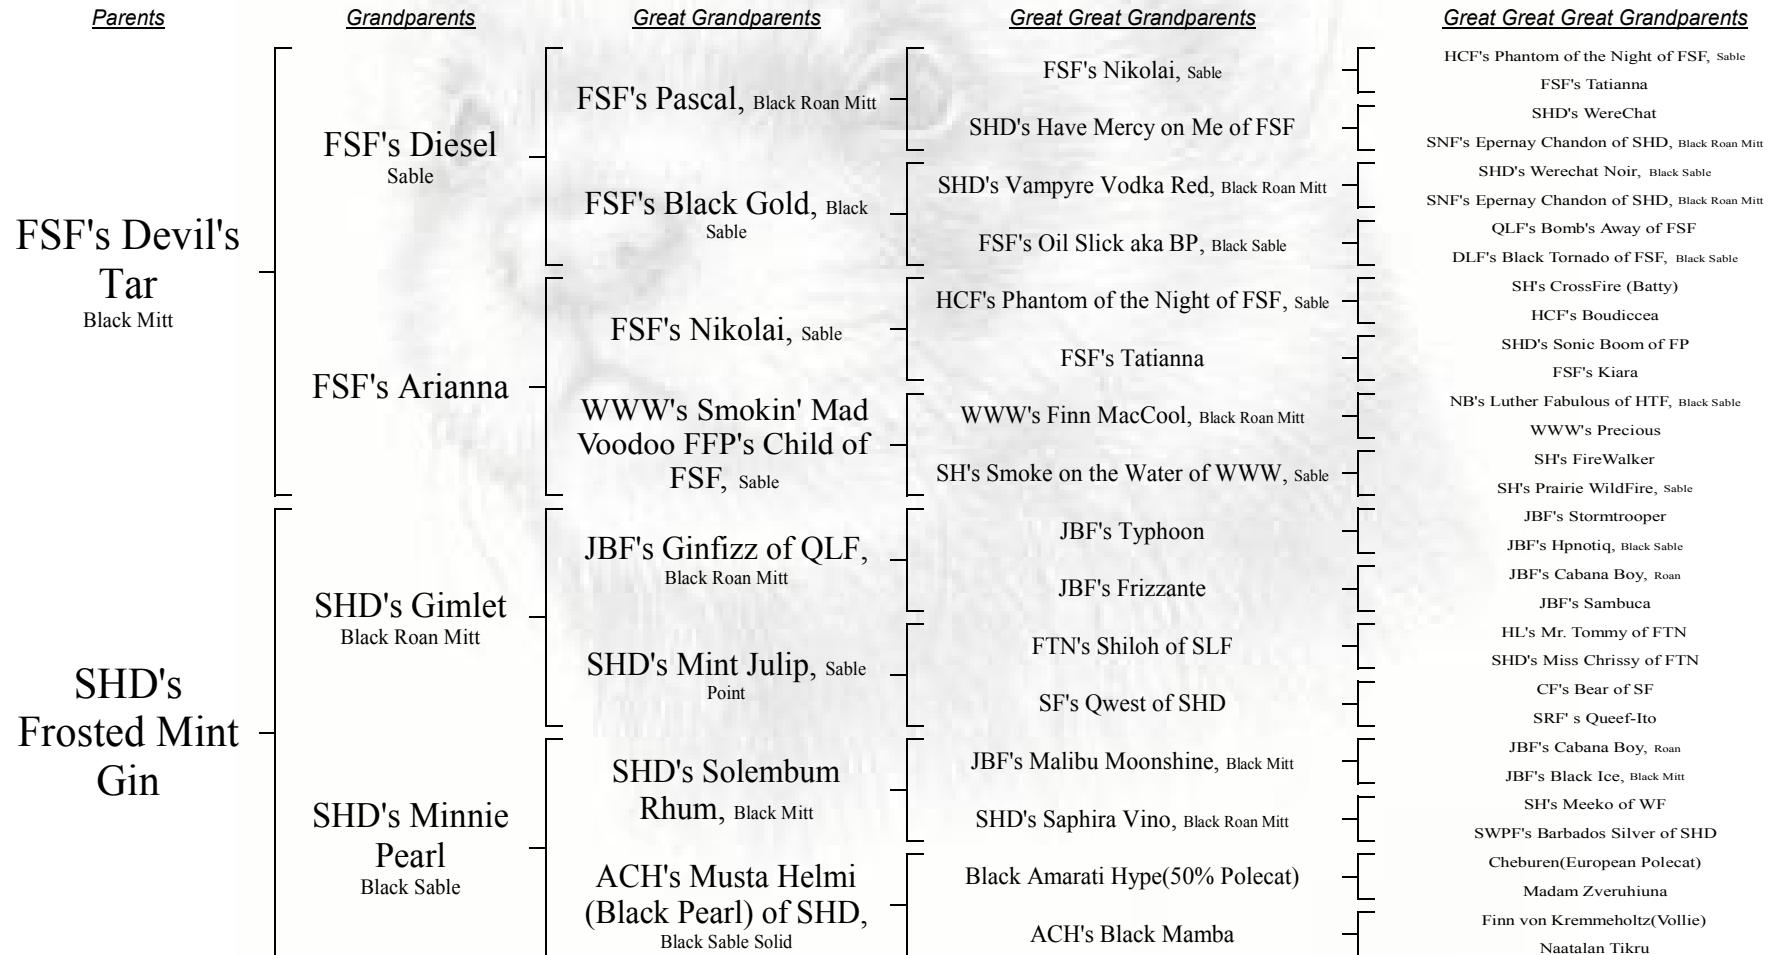 Parents
Grandparents
Great Grandparents
Great Great Grandparents
Great Great Great Grandparents
FSF's Devil's
Tar
Black Mitt
SHD's
Frosted Mint
Gin
FSF's Diesel
Sable
FSF's Arianna
SHD's Gimlet
Black Roan Mitt
SHD's Minnie
Pearl
Black Sable
FSF's Pascal, Black Roan Mitt
FSF's Black Gold, Black
Sable
FSF's Nikolai, Sable
WWW's Smokin' Mad
Voodoo FFP's Child of
FSF, Sable
JBF's Ginfizz of QLF,
Black Roan Mitt
SHD's Mint Julip, Sable
Point
SHD's Solembum
Rhum, Black Mitt
ACH's Musta Helmi
(Black Pearl) of SHD,
Black Sable Solid
FSF's Nikolai, Sable
SHD's Have Mercy on Me of FSF
SHD's Vampyre Vodka Red, Black Roan Mitt
FSF's Oil Slick aka BP, Black Sable
HCF's Phantom of the Night of FSF, Sable
FSF's Tatianna
WWW's Finn MacCool, Black Roan Mitt
SH's Smoke on the Water of WWW, Sable
JBF's Typhoon
JBF's Frizzante
FTN's Shiloh of SLF
SF's Qwest of SHD
JBF's Malibu Moonshine, Black Mitt
SHD's Saphira Vino, Black Roan Mitt
Black Amarati Hype(50% Polecat)
ACH's Black Mamba
HCF's Phantom of the Night of FSF, Sable
FSF's Tatianna
SHD's WereChat
SNF's Epernay Chandon of SHD, Black Roan Mitt
SHD's Werechat Noir, Black Sable
SNF's Epernay Chandon of SHD, Black Roan Mitt
QLF's Bomb's Away of FSF
DLF's Black Tornado of FSF, Black Sable
SH's CrossFire (Batty)
HCF's Boudiccea
SHD's Sonic Boom of FP
FSF's Kiara
NB's Luther Fabulous of HTF, Black Sable
WWW's Precious
SH's FireWalker
SH's Prairie WildFire, Sable
JBF's Stormtrooper
JBF's Hpnotiq, Black Sable
JBF's Cabana Boy, Roan
JBF's Sambuca
HL's Mr. Tommy of FTN
SHD's Miss Chrissy of FTN
CF's Bear of SF
SRF' s Queef-Ito
JBF's Cabana Boy, Roan
JBF's Black Ice, Black Mitt
SH's Meeko of WF
SWPF's Barbados Silver of SHD
Cheburen(European Polecat)
Madam Zveruhiuna
Finn von Kremmeholtz(Vollie)
Naatalan Tikru